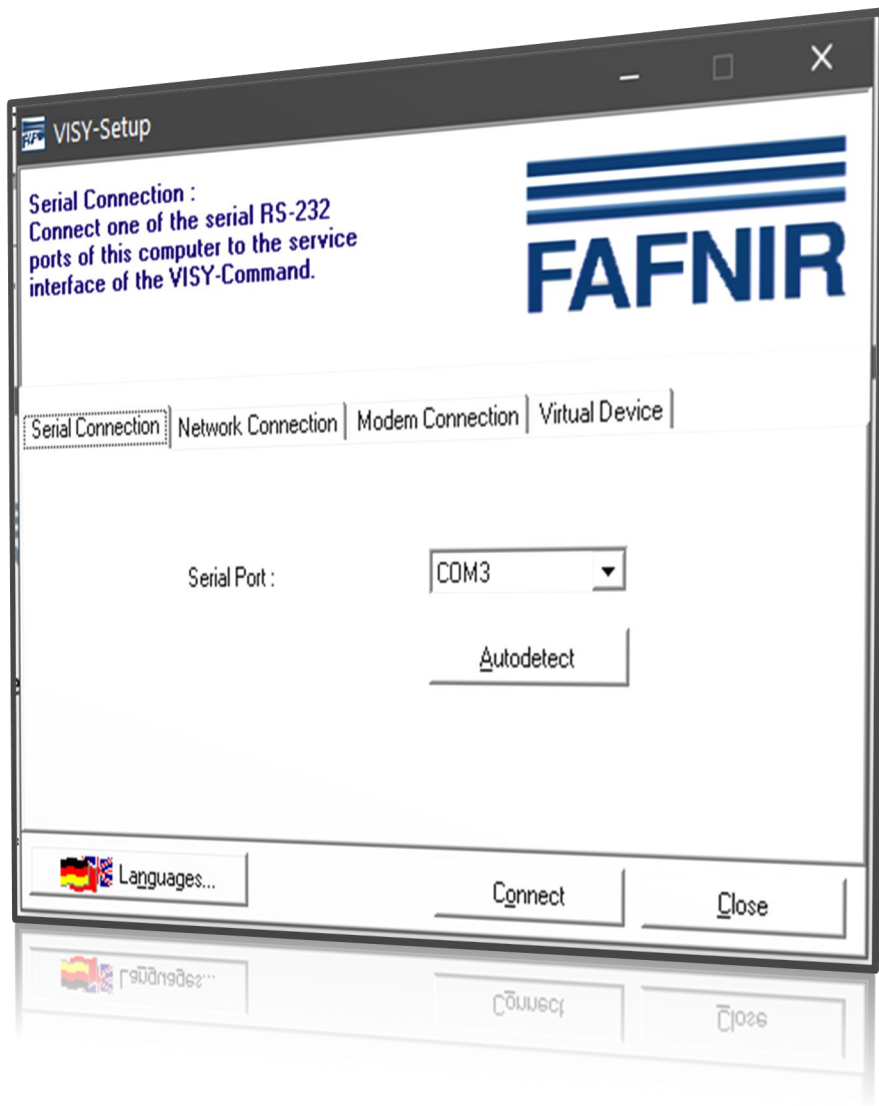 VISY-Setup
Serial Connection :
Connect one of the serial RS-232
ports of this computer to the service
interface of the VISY-Command.
FAFNIR
Serial Connection
Network Connection
Modem Connection
Virtual Device
Serial Port :
COM3
Autodetect
Languages...
Connect
Close